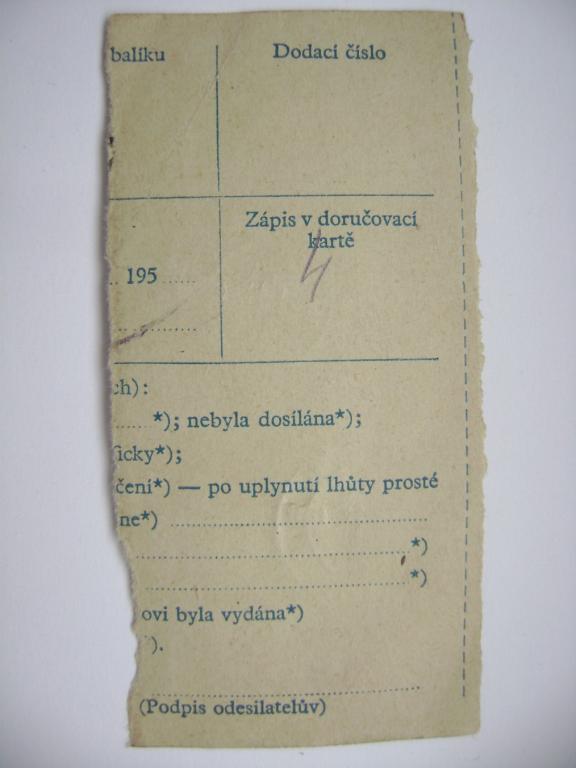 balíku
Dodací číslo
Zápis v doručovací
kartě
4
195
ch):
*); nebyla dosílána*);
ficky*);
čení*) — po uplynutí lhůty prosté
ne*)
*)
*)
ovi byla vydána*)
).
(Podpis odesilatelův)